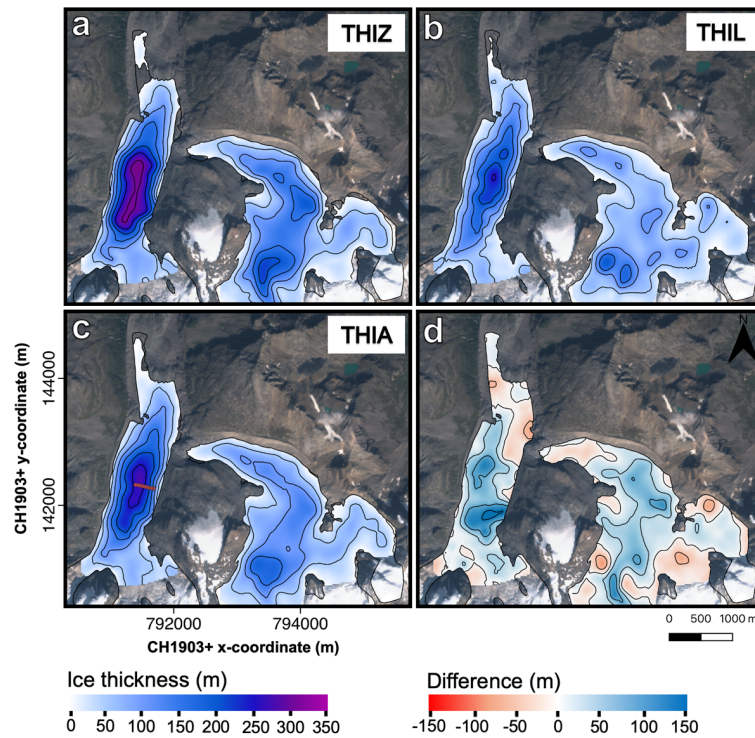 a
THIZ
b
THIL
c
THIA
d
N
CH1903+ y-coordinate (m)
144000
142000
792000
794000
CH1903+ x-coordinate (m)
0 500 1000 m
Ice thickness (m)
0 50 100 150 200 250 300 350
Difference (m)
-150 -100 -50 0 50 100 150